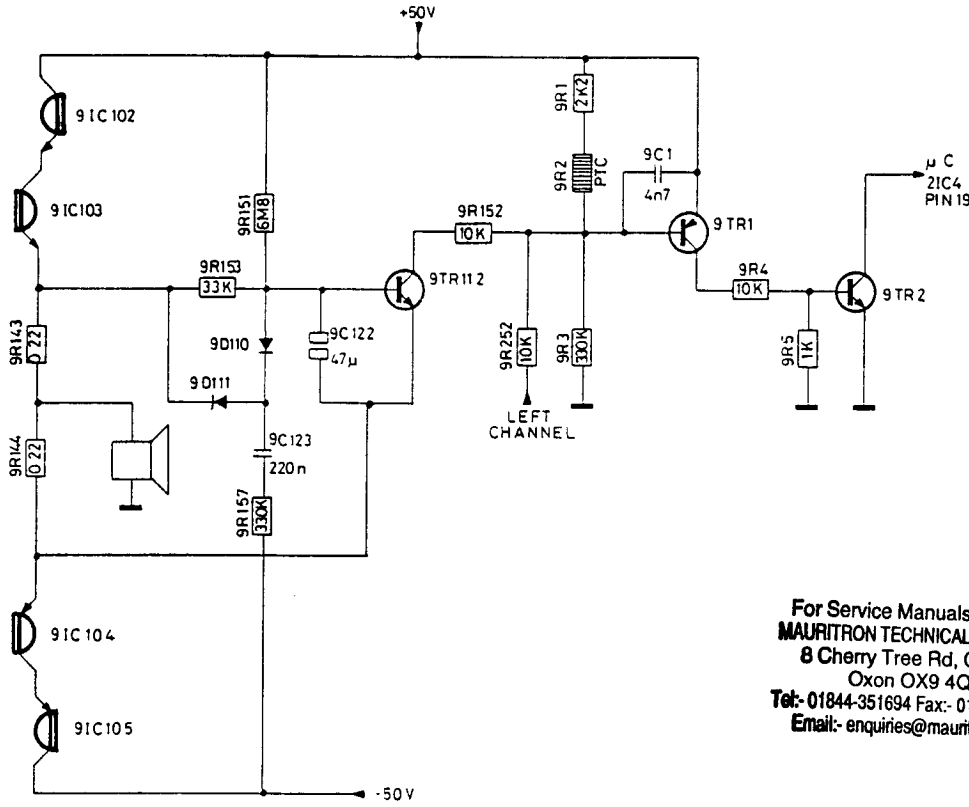 +50V
9IC102
9R1
2K2
9R2
PTC
9C1
4n7
µC
2IC4
PIN 19
9IC103
9R151
6M8
9R152
10K
9TR1
9R153
33K
9TR112
9R4
10K
9TR2
9R143
0 22
9D110
9C122
47µ
9R252
10K
9R3
330K
9R5
1K
9D111
LEFT
CHANNEL
9R144
0 22
9C123
220n
9R157
330K
9IC104
9IC105
-50V
For Service Manuals
MAURITRON TECHNICAL
8 Cherry Tree Rd,
Oxon OX9 4Q
Tel:- 01844-351694 Fax:- 01
Email:- enquiries@maurit